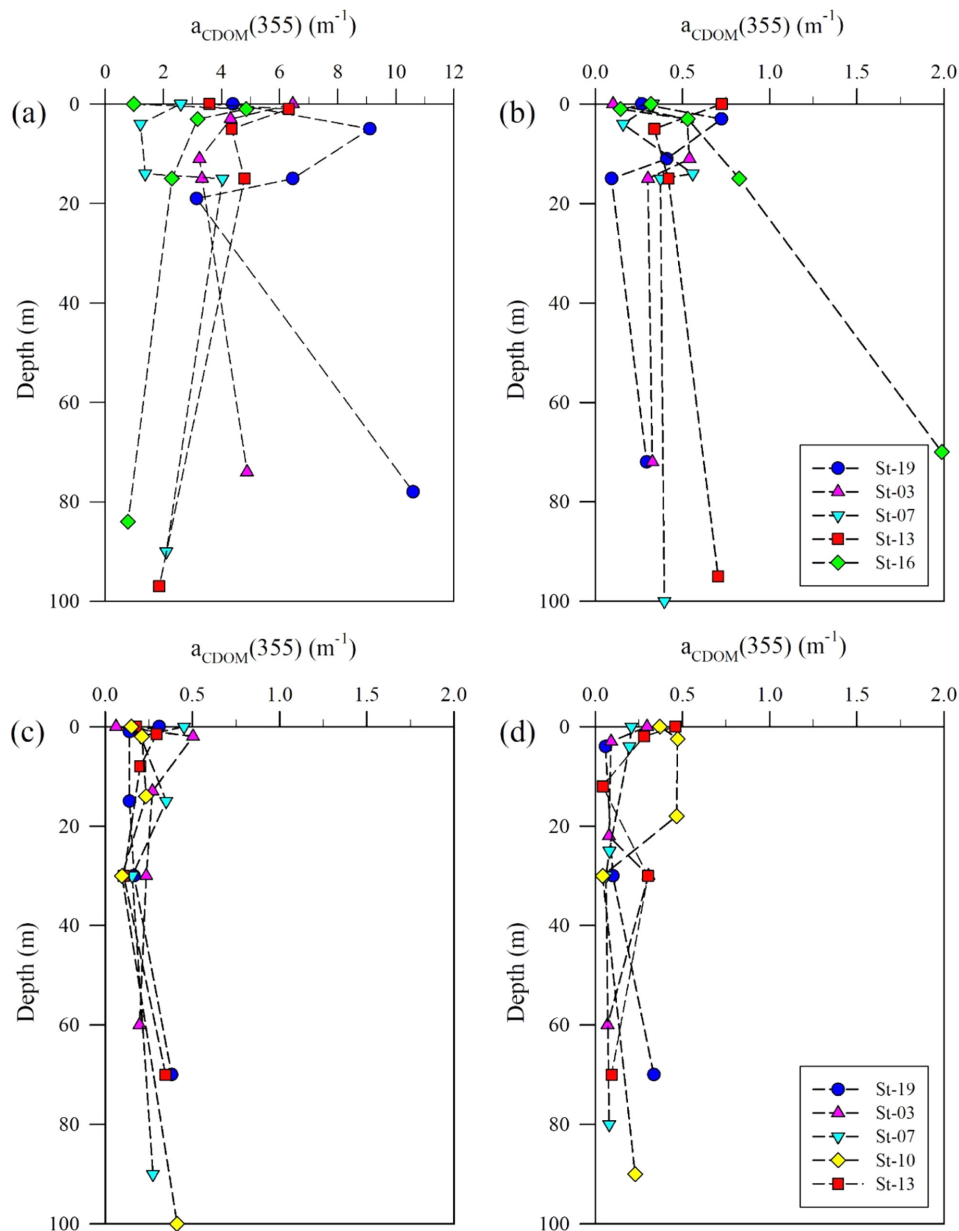 a_CDOM(355) (m^-1)
a_CDOM(355) (m^-1)
0 2 4 6 8 10 12
0.0 0.5 1.0 1.5 2.0
(a)
(b)
0
20
40
60
80
100
Depth (m)
0
20
40
60
80
100
Depth (m)
St-19
St-03
St-07
St-13
St-16
a_CDOM(355) (m^-1)
a_CDOM(355) (m^-1)
0.0 0.5 1.0 1.5 2.0
0.0 0.5 1.0 1.5 2.0
(c)
(d)
0
20
40
60
80
100
Depth (m)
0
20
40
60
80
100
Depth (m)
St-19
St-03
St-07
St-10
St-13